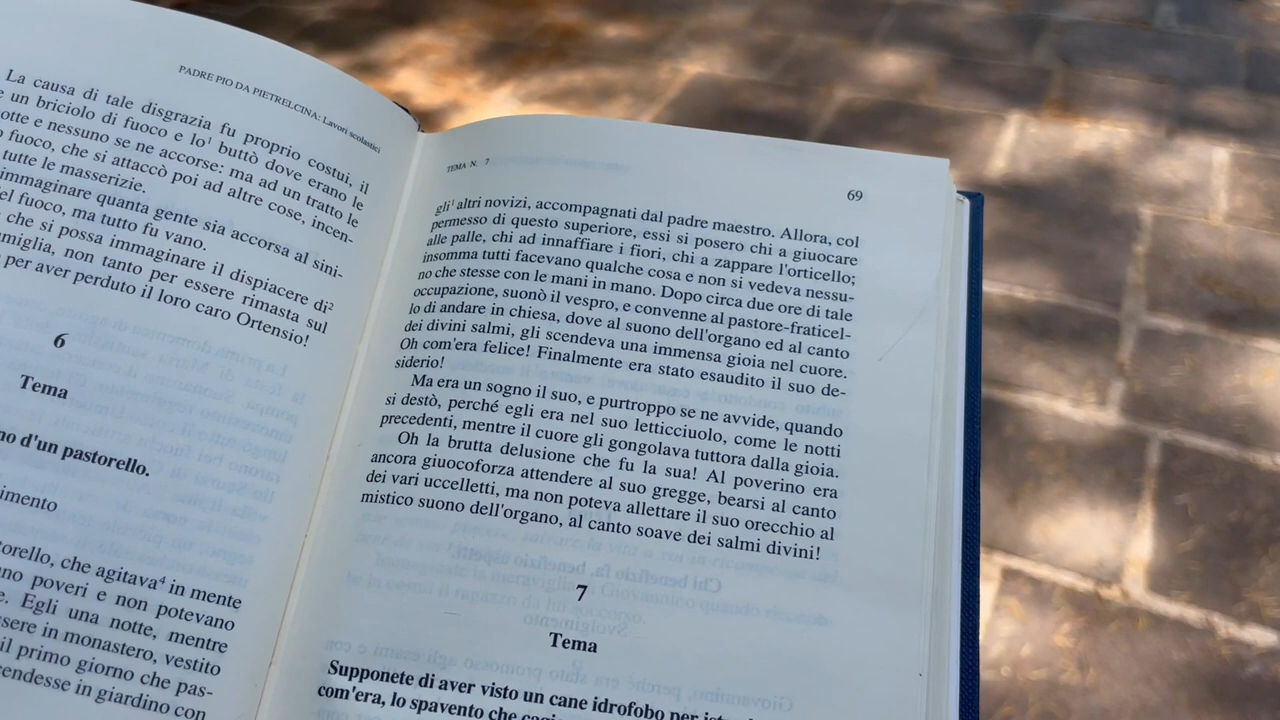 PADRE PIO DA PIETRELCINA: Lavori scolastici
La causa di tale disgrazia fu proprio costui, il
e un briciolo di fuoco e lo¹ buttò dove erano le
otte e nessuno se ne accorse: ma ad un tratto le
fuoco, che si attaccò poi ad altre cose, incen-
tutte le masserizie.
immaginare quanta gente sia accorsa al sini-
el fuoco, ma tutto fu vano.
che si possa immaginare il dispiacere di²
amiglia, non tanto per essere rimasta sul
per aver perduto il loro caro Ortensio!
6
Tema
no d'un pastorello.
imento
torello, che agitava⁴ in mente
ano poveri e non potevano
e. Egli una notte, mentre
ssere in monastero, vestito
il primo giorno che pas-
cendesse in giardino con
TEMA N. 7
69
gli¹ altri novizi, accompagnati dal padre maestro. Allora, col
permesso di questo superiore, essi si posero chi a giuocare
alle palle, chi ad innaffiare i fiori, chi a zappare l'orticello;
insomma tutti facevano qualche cosa e non si vedeva nessu-
no che stesse con le mani in mano. Dopo circa due ore di tale
occupazione, suonò il vespro, e convenne al pastore-fraticel-
lo di andare in chiesa, dove al suono dell'organo ed al canto
dei divini salmi, gli scendeva una immensa gioia nel cuore.
Oh com'era felice! Finalmente era stato esaudito il suo de-
siderio!
Ma era un sogno il suo, e purtroppo se ne avvide, quando
si destò, perché egli era nel suo letticciuolo, come le notti
precedenti, mentre il cuore gli gongolava tuttora dalla gioia.
Oh la brutta delusione che fu la sua! Al poverino era
ancora giuocoforza attendere al suo gregge, bearsi al canto
dei vari uccelletti, ma non poteva allettare il suo orecchio al
mistico suono dell'organo, al canto soave dei salmi divini!
7
Tema
Supponete di aver visto un cane idrofobo per
com'era, lo spavento che